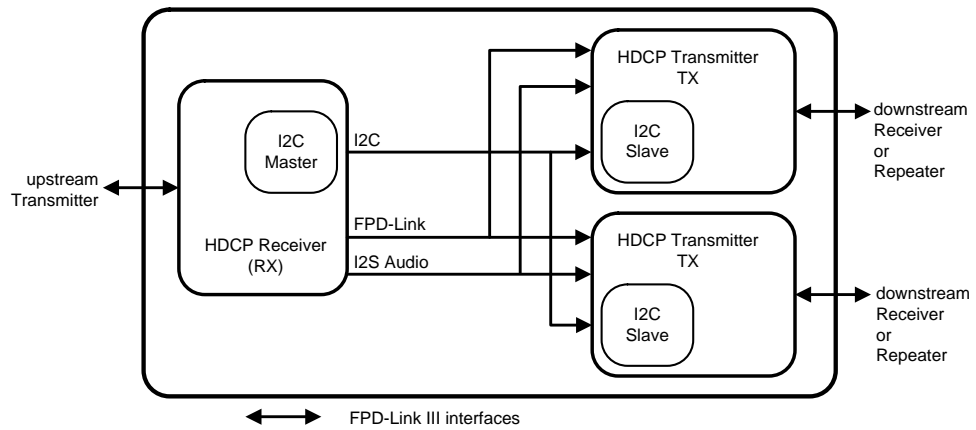 upstream
Transmitter
I2C
Master
HDCP Receiver
(RX)
I2C
FPD-Link
I2S Audio
HDCP Transmitter
TX
I2C
Slave
downstream
Receiver
or
Repeater
HDCP Transmitter
TX
I2C
Slave
downstream
Receiver
or
Repeater
FPD-Link III interfaces